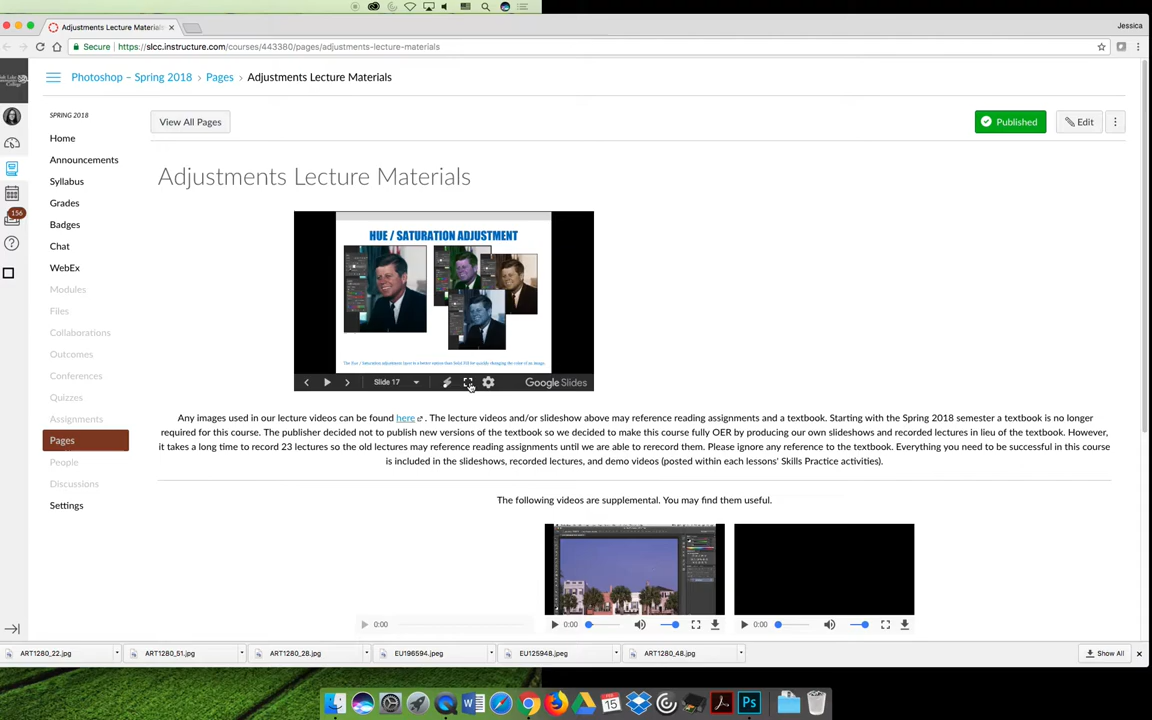 Adjustments Lecture Materials
Jessica
Secure
https://slcc.instructure.com/courses/443380/pages/adjustments-lecture-materials
Photoshop – Spring 2018 › Pages › Adjustments Lecture Materials
SPRING 2018
View All Pages
Published
Edit
Home
Announcements
Syllabus
Grades
Badges
Chat
WebEx
Modules
Files
Collaborations
Outcomes
Conferences
Quizzes
Assignments
Pages
People
Discussions
Settings
156
Adjustments Lecture Materials
HUE / SATURATION ADJUSTMENT
Slide 17
Google Slides
Any images used in our lecture videos can be found here . The lecture videos and/or slideshow above may reference reading assignments and a textbook. Starting with the Spring 2018 semester a textbook is no longer
required for this course. The publisher decided not to publish new versions of the textbook so we decided to make this course fully OER by producing our own slideshows and recorded lectures in lieu of the textbook. However,
it takes a long time to record 23 lectures so the old lectures may reference reading assignments until we are able to rerecord them. Please ignore any reference to the textbook. Everything you need to be successful in this course
is included in the slideshows, recorded lectures, and demo videos (posted within each lessons' Skills Practice activities).
The following videos are supplemental. You may find them useful.
0:00
0:00
0:00
ART1280_22.jpg
ART1280_51.jpg
ART1280_28.jpg
EU196594.jpeg
EU125948.jpeg
ART1280_48.jpg
Show All
W
15
Ps